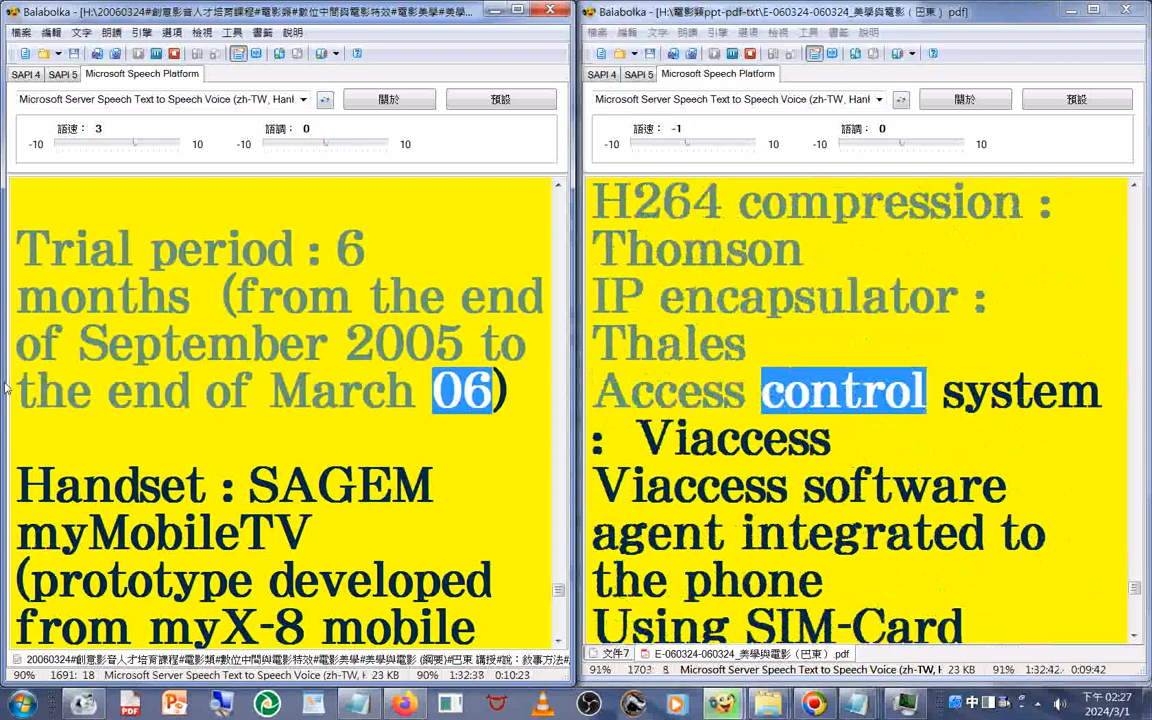 Balabolka - [H:\20060324#創意影音人才培育課程#電影類#數位中間與電影特效#電影美學#美學...
檔案 編輯 文字 朗讀 引擎 選項 檢視 工具 書籤 說明
SAPI 4 SAPI 5 Microsoft Speech Platform
Microsoft Server Speech Text to Speech Voice (zh-TW, Hanl
關於 預設
語速： 3 語調： 0
-10 10 -10 10
Trial period : 6
months (from the end
of September 2005 to
the end of March 06)
Handset : SAGEM
myMobileTV
(prototype developed
from myX-8 mobile
20060324#創意影音人才培育課程#電影類#數位中間與電影特效#電影美學#美學與電影 (綱要)#巴東 講授#說：敘事方法#
90% 1691: 18 Microsoft Server Speech Text to Speech Voice (zh-TW, H 23 KB 1:32:38 0:10:23
Balabolka - [H:\電影類ppt-pdf-txt\E-060324-060324_美學與電影（巴東）.pdf]
檔案 編輯 文字 朗讀 引擎 選項 檢視 工具 書籤 說明
SAPI 4 SAPI 5 Microsoft Speech Platform
Microsoft Server Speech Text to Speech Voice (zh-TW, Hanl
關於 預設
語速： -1 語調： 0
-10 10 -10 10
H264 compression :
Thomson
IP encapsulator :
Thales
Access control system
: Viaccess
Viaccess software
agent integrated to
the phone
Using SIM-Card
文件7 E-060324-060324_美學與電影（巴東）.pdf
91% 1703: 8 Microsoft Server Speech Text to Speech Voice (zh-TW, H 23 KB 1:32:42 0:09:42
中 下午 02:27
2024/3/1